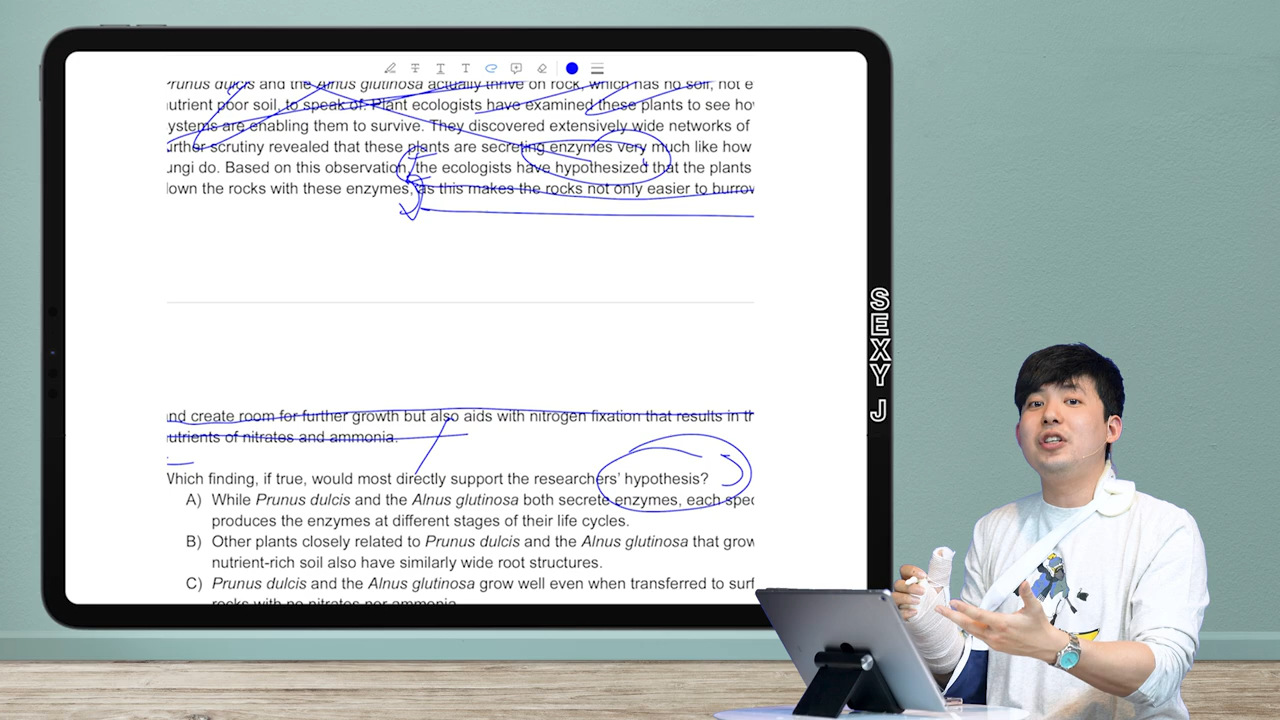 Prunus dulcis and the Alnus glutinosa actually thrive on rock, which has no soil, not e
utrient poor soil, to speak of. Plant ecologists have examined these plants to see ho
ystems are enabling them to survive. They discovered extensively wide networks of
urther scrutiny revealed that these plants are secreting enzymes very much like how
ungi do. Based on this observation, the ecologists have hypothesized that the plants
down the rocks with these enzymes, as this makes the rocks not only easier to burrow
and create room for further growth but also aids with nitrogen fixation that results in th
utrients of nitrates and ammonia.
Which finding, if true, would most directly support the researchers' hypothesis?
A) While Prunus dulcis and the Alnus glutinosa both secrete enzymes, each spec
produces the enzymes at different stages of their life cycles.
B) Other plants closely related to Prunus dulcis and the Alnus glutinosa that grow
nutrient-rich soil also have similarly wide root structures.
C) Prunus dulcis and the Alnus glutinosa grow well even when transferred to surf
rocks with no nitrates nor ammonia.
SEXY J